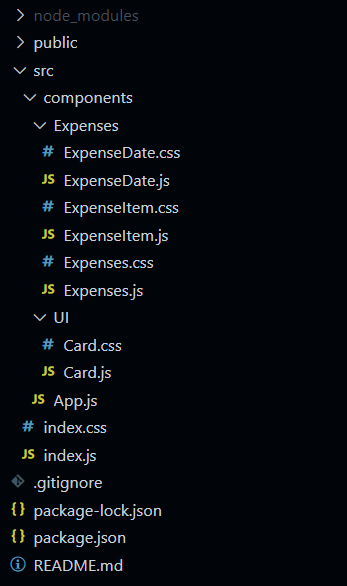 node_modules
public
src
components
Expenses
# ExpenseDate.css
JS ExpenseDate.js
# ExpenseItem.css
JS ExpenseItem.js
# Expenses.css
JS Expenses.js
UI
# Card.css
JS Card.js
JS App.js
# index.css
JS index.js
.gitignore
{} package-lock.json
{} package.json
README.md